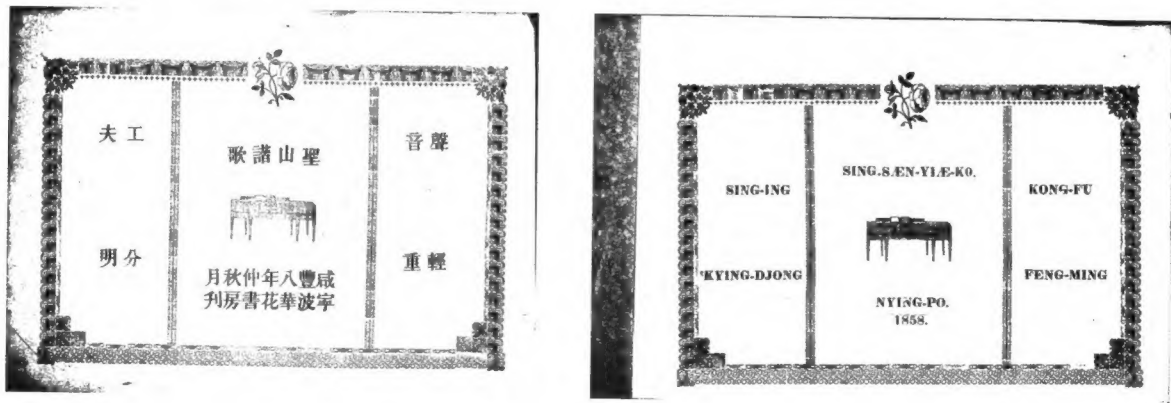 聲音
輕重
聖山諧歌
咸豐八年仲秋月
寧波華花書房刊
工夫
分明
SING-ING
KYING-DJONG
SING-SÆN-YIÆ-KO.
NYING-PO.
1858.
KONG-FU
FENG-MING